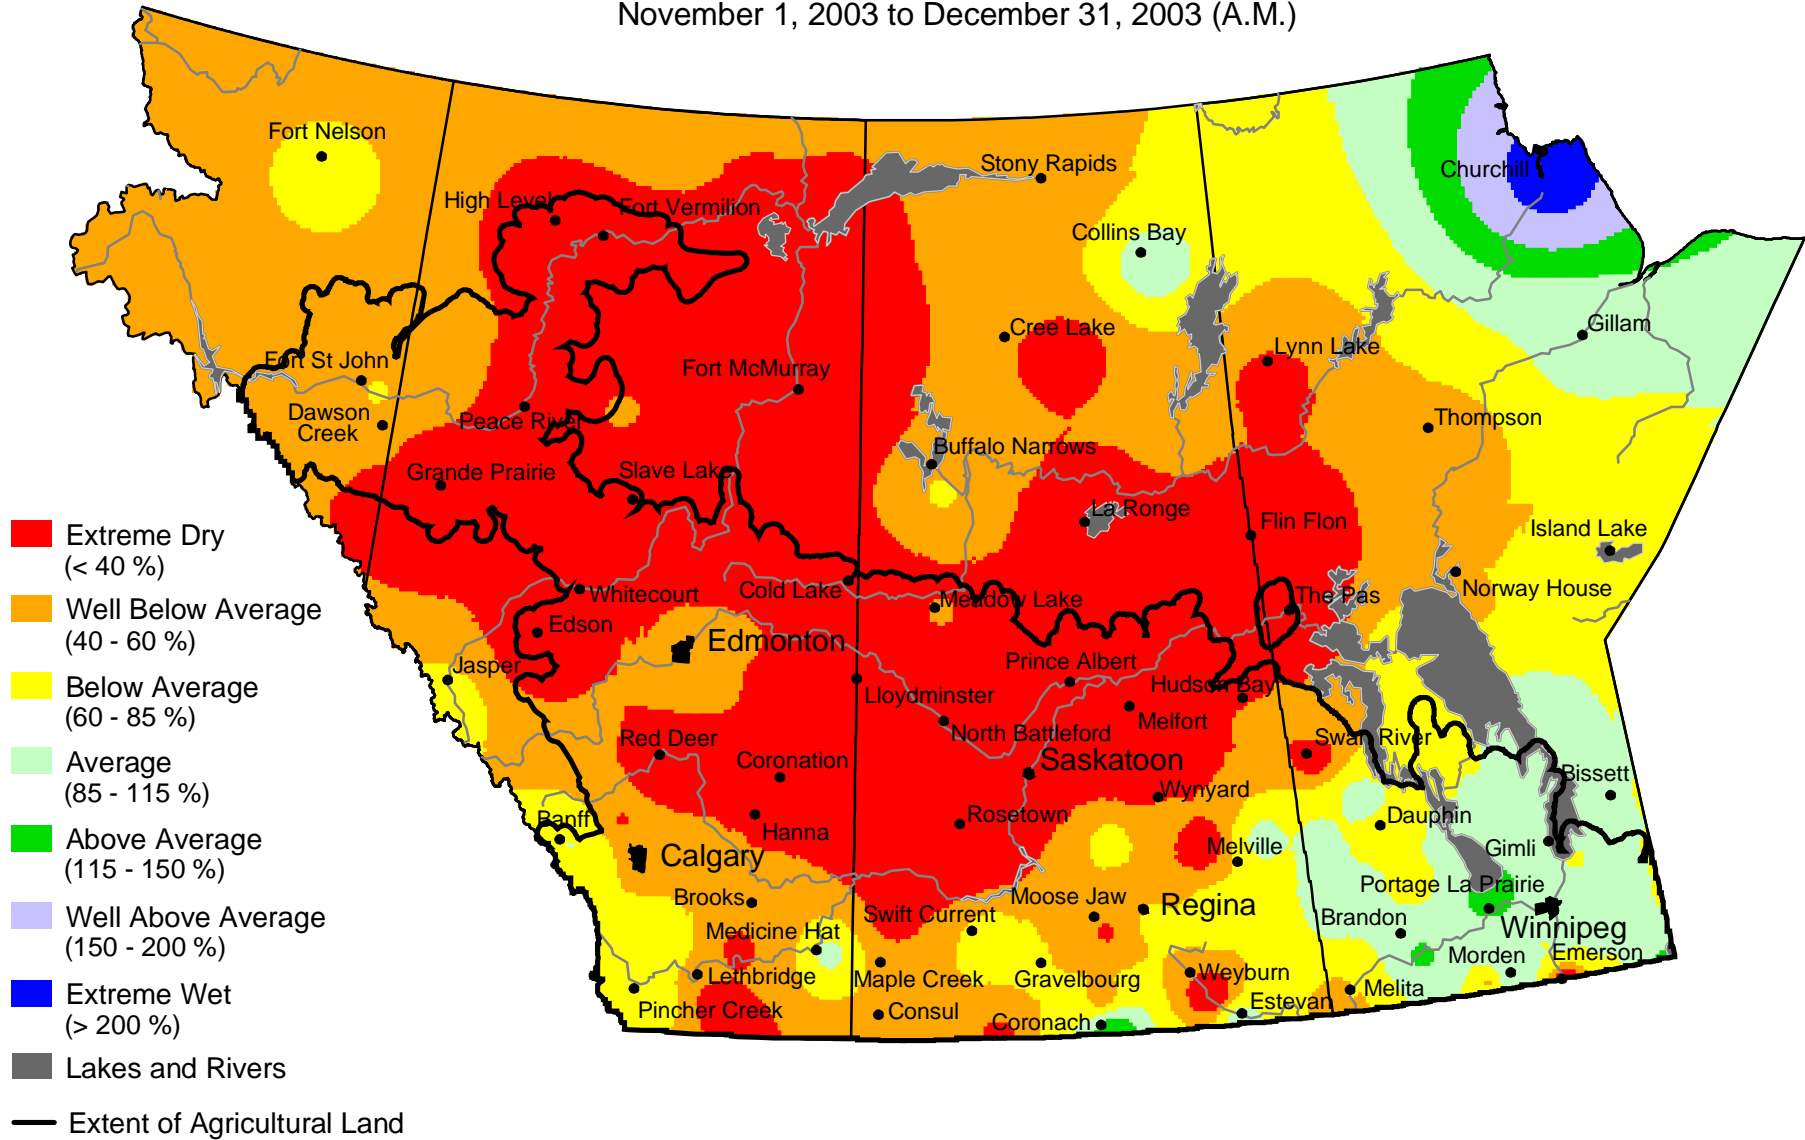 November 1, 2003 to December 31, 2003 (A.M.)
Fort Nelson
Stony Rapids
Churchill
High Level
Fort Vermilion
Collins Bay
Gillam
Cree Lake
Lynn Lake
Fort St John
Fort McMurray
Dawson
Creek
Peace River
Thompson
Buffalo Narrows
Grande Prairie
Slave Lake
La Ronge
Flin Flon
Island Lake
Whitecourt
Cold Lake
Meadow Lake
The Pas
Norway House
Edson
Edmonton
Jasper
Prince Albert
Hudson Bay
Lloydminster
Melfort
North Battleford
Red Deer
Swan River
Coronation
Saskatoon
Bissett
Wynyard
Banff
Hanna
Rosetown
Dauphin
Melville
Gimli
Calgary
Portage La Prairie
Brooks
Moose Jaw
Regina
Swift Current
Brandon
Winnipeg
Medicine Hat
Morden
Emerson
Lethbridge
Maple Creek
Gravelbourg
Weyburn
Melita
Pincher Creek
Consul
Coronach
Estevan
Extreme Dry
(< 40 %)
Well Below Average
(40 - 60 %)
Below Average
(60 - 85 %)
Average
(85 - 115 %)
Above Average
(115 - 150 %)
Well Above Average
(150 - 200 %)
Extreme Wet
(> 200 %)
Lakes and Rivers
Extent of Agricultural Land